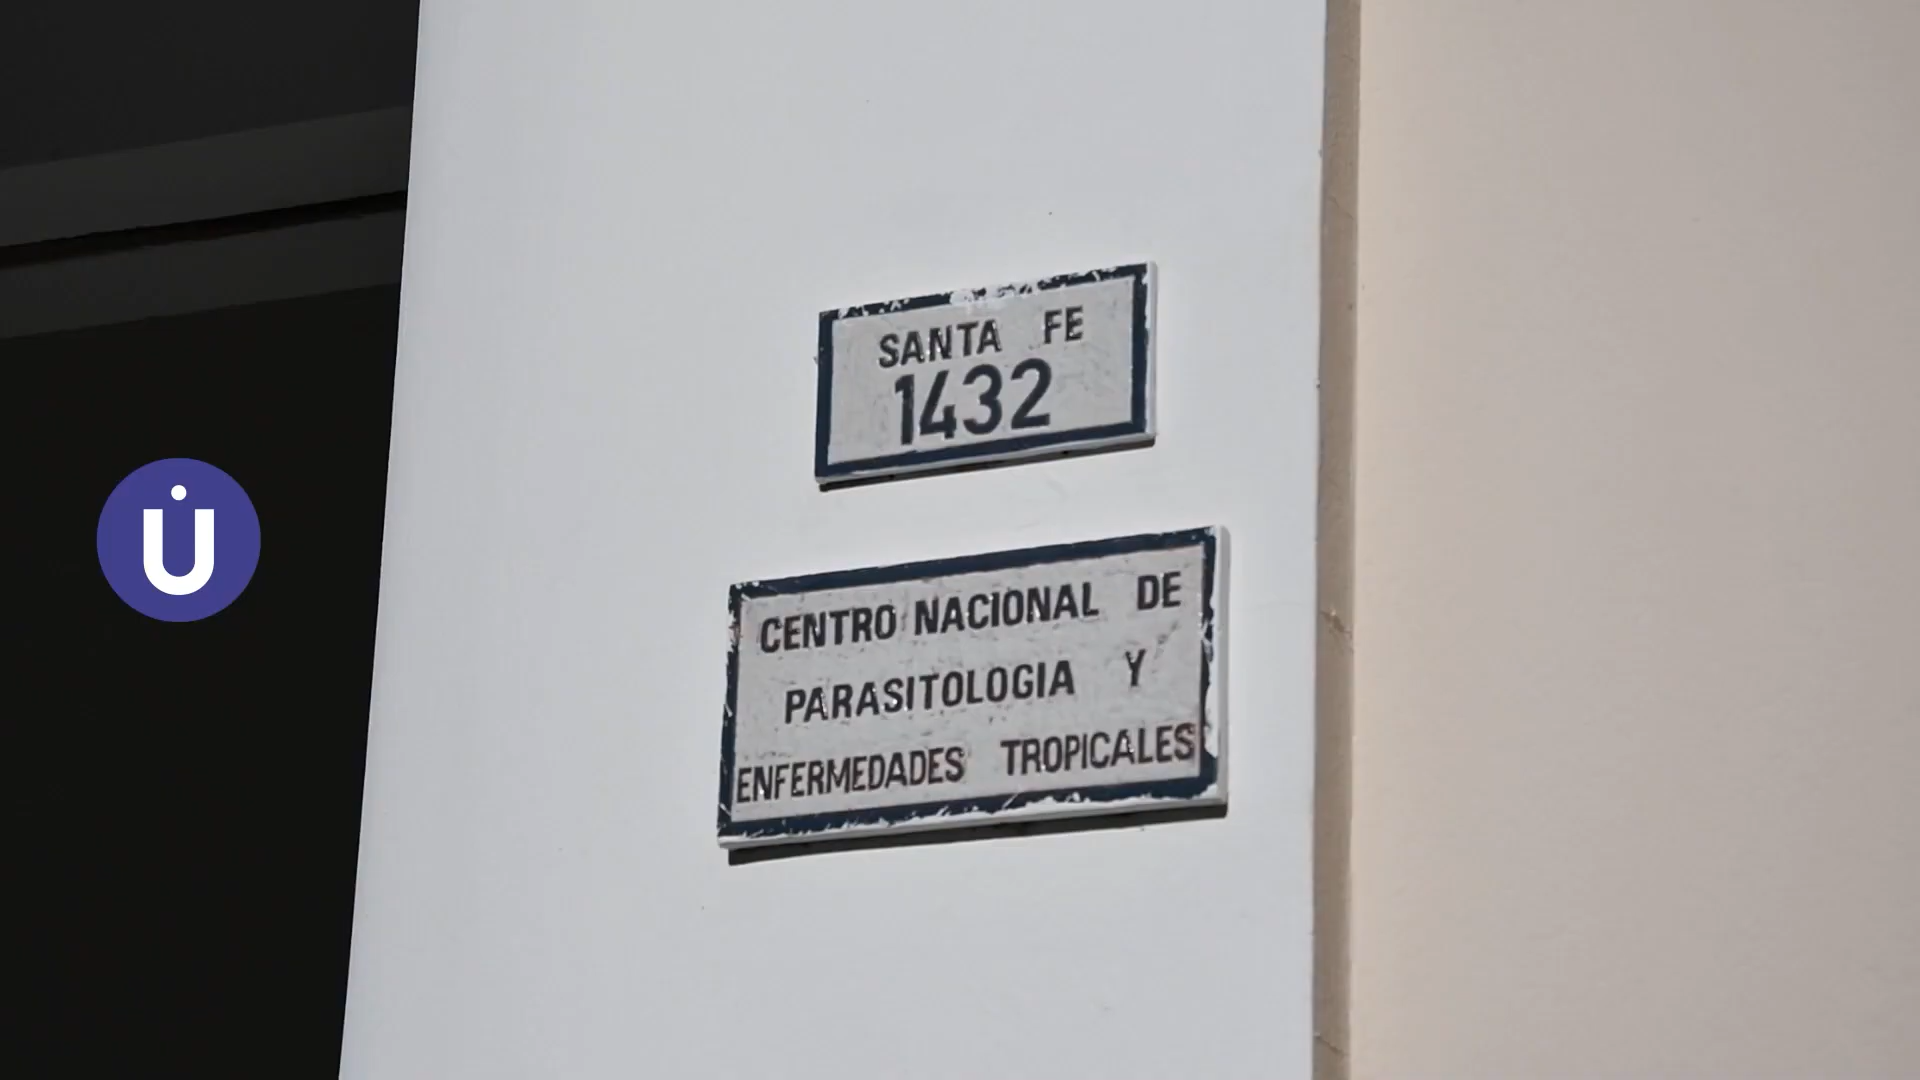 SANTA FE
1432
U
CENTRO NACIONAL DE
PARASITOLOGIA Y
ENFERMEDADES TROPICALES